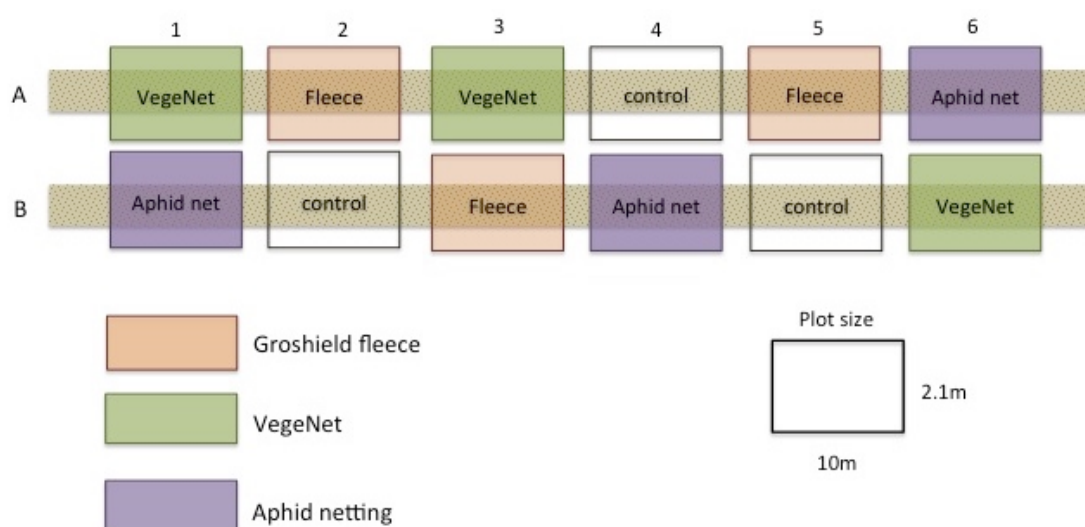 1 2 3 4 5 6
A VegeNet Fleece VegeNet control Fleece Aphid net
B Aphid net control Fleece Aphid net control VegeNet
Plot size
Groshield fleece
2.1m
VegeNet
10m
Aphid netting